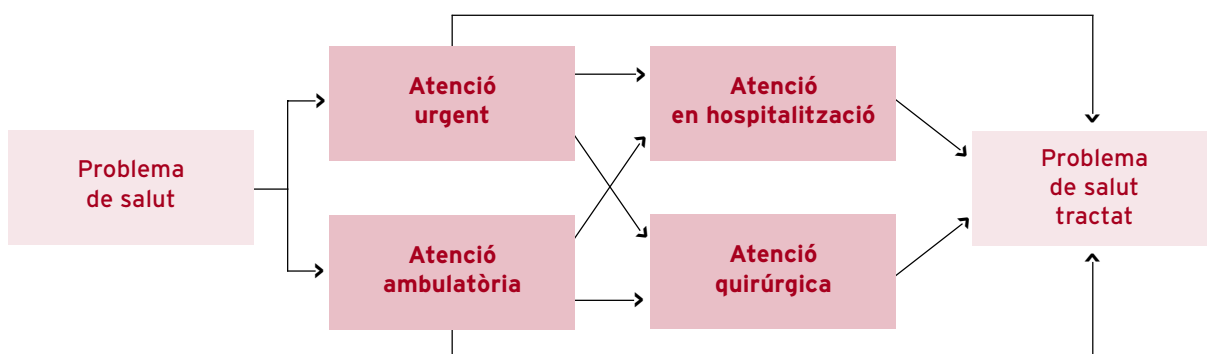 Problema
de salut
Atenció
urgent
Atenció
ambulatòria
Atenció
en hospitalització
Atenció
quirúrgica
Problema
de salut
tractat